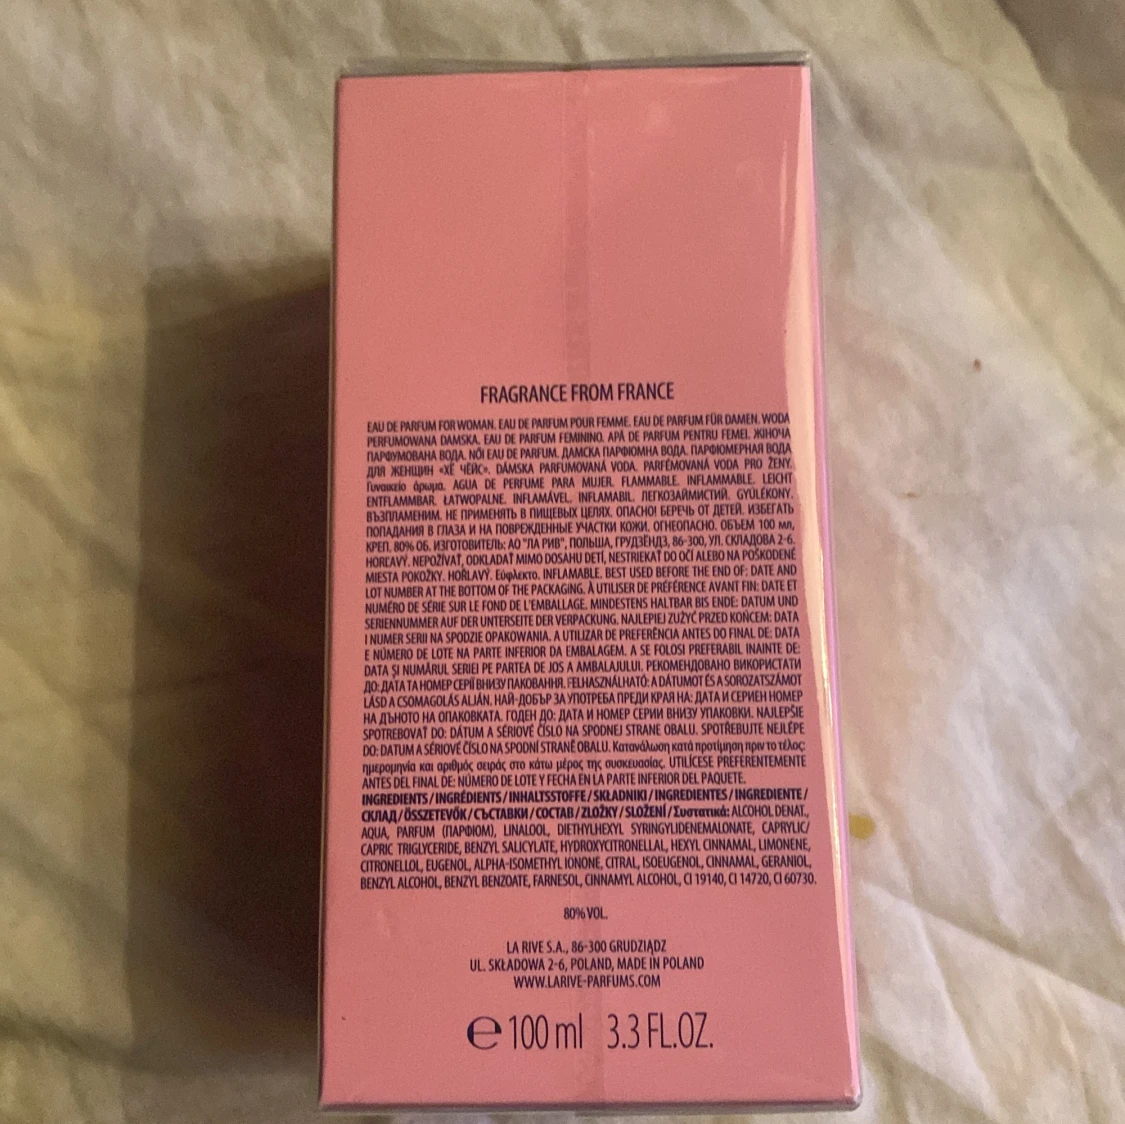 FRAGRANCE FROM FRANCE
EAU DE PARFUM FOR WOMAN. EAU DE PARFUM POUR FEMME. EAU DE PARFUM FÜR DAMEN. WODA
PERFUMOWANA DAMSKA. EAU DE PARFUM FEMININO. APĂ DE PARFUM PENTRU FEMEI. ЖІНОЧА
ПАРФУМОВАНА ВОДА. NŐI EAU DE PARFUM. ДАМСКА ПАРФЮМНА ВОДА. ПАРФЮМЕРНАЯ ВОДА
ДЛЯ ЖЕНЩИН «ХЁ ЧЕЙС». DÁMSKA PARFUMOVANÁ VODA. PARFÉMOVANÁ VODA PRO ŽENY.
Γυναικείο άρωμα. AGUA DE PERFUME PARA MUJER. FLAMMABLE. INFLAMMABLE. LEICHT
ENTFLAMMBAR. ŁATWOPALNE. INFLAMÁVEL. INFLAMABIL. ЛЕГКОЗАЙМИСТИЙ. GYÚLÉKONY.
ВЪЗПЛАМЕНИМ. НЕ ПРИМЕНЯТЬ В ПИЩЕВЫХ ЦЕЛЯХ. ОПАСНО! БЕРЕЧЬ ОТ ДЕТЕЙ. ИЗБЕГАТЬ
ПОПАДАНИЯ В ГЛАЗА И НА ПОВРЕЖДЕННЫЕ УЧАСТКИ КОЖИ. ОГНЕОПАСНО. ОБЪЕМ 100 мл,
КРЕП. 80% ОБ. ИЗГОТОВИТЕЛЬ: АО "ЛА РИВ", ПОЛЬША, ГРУДЗЁНДЗ, 86-300, УЛ. СКЛАДОВА 2-6.
HORĽAVÝ. NEPOŽÍVAŤ, ODKLADAŤ MIMO DOSAHU DETÍ, NESTRIEKAŤ DO OČÍ ALEBO NA POŠKODENÉ
MIESTA POKOŽKY. HOŘLAVÝ. Εύφλεκτο. INFLAMABLE. BEST USED BEFORE THE END OF: DATE AND
LOT NUMBER AT THE BOTTOM OF THE PACKAGING. À UTILISER DE PRÉFÉRENCE AVANT FIN: DATE ET
NUMÉRO DE SÉRIE SUR LE FOND DE L'EMBALLAGE. MINDESTENS HALTBAR BIS ENDE: DATUM UND
SERIENNUMMER AUF DER UNTERSEITE DER VERPACKUNG. NAJLEPIEJ ZUŻYĆ PRZED KOŃCEM: DATA
I NUMER SERII NA SPODZIE OPAKOWANIA. A UTILIZAR DE PREFERÊNCIA ANTES DO FINAL DE: DATA
E NÚMERO DE LOTE NA PARTE INFERIOR DA EMBALAGEM. A SE FOLOSI PREFERABIL INAINTE DE:
DATA ŞI NUMĂRUL SERIEI PE PARTEA DE JOS A AMBALAJULUI. РЕКОМЕНДОВАНО ВИКОРИСТАТИ
ДО: ДАТА ТА НОМЕР СЕРІЇ ВНИЗУ ПАКОВАННЯ. FELHASZNÁLHATÓ: A DÁTUMOT ÉS A SOROZATSZÁMOT
LÁSD A CSOMAGOLÁS ALJÁN. НАЙ-ДОБЪР ЗА УПОТРЕБА ПРЕДИ КРАЯ НА: ДАТА И СЕРИЕН НОМЕР
НА ДЪНОТО НА ОПАКОВКАТА. ГОДЕН ДО: ДАТА И НОМЕР СЕРИИ ВНИЗУ УПАКОВКИ. NAJLEPŠIE
SPOTREBOVAŤ DO: DÁTUM A SÉRIOVÉ ČÍSLO NA SPODNEJ STRANE OBALU. SPOTŘEBUJTE NEJLÉPE
DO: DATUM A SÉRIOVÉ ČÍSLO NA SPODNÍ STRANĚ OBALU. Κατανάλωση κατά προτίμηση πριν το τέλος:
ημερομηνία και αριθμός σειράς στο κάτω μέρος της συσκευασίας. UTILÍCESE PREFERENTEMENTE
ANTES DEL FINAL DE: NÚMERO DE LOTE Y FECHA EN LA PARTE INFERIOR DEL PAQUETE.
INGREDIENTS / INGRÉDIENTS / INHALTSSTOFFE / SKŁADNIKI / INGREDIENTES / INGREDIENTE /
СКЛАД / ÖSSZETEVŐK / СЪСТАВКИ / СОСТАВ / ZLOŽKY / SLOŽENÍ / Συστατικά: ALCOHOL DENAT.,
AQUA, PARFUM (ПАРФЮМ), LINALOOL, DIETHYLHEXYL SYRINGYLIDENEMALONATE, CAPRYLIC/
CAPRIC TRIGLYCERIDE, BENZYL SALICYLATE, HYDROXYCITRONELLAL, HEXYL CINNAMAL, LIMONENE,
CITRONELLOL, EUGENOL, ALPHA-ISOMETHYL IONONE, CITRAL, ISOEUGENOL, CINNAMAL, GERANIOL,
BENZYL ALCOHOL, BENZYL BENZOATE, FARNESOL, CINNAMYL ALCOHOL, CI 19140, CI 14720, CI 60730.
80% VOL.
LA RIVE S.A., 86-300 GRUDZIĄDZ
UL. SKŁADOWA 2-6, POLAND, MADE IN POLAND
WWW.LARIVE-PARFUMS.COM
℮ 100 ml 3.3 FL.OZ.